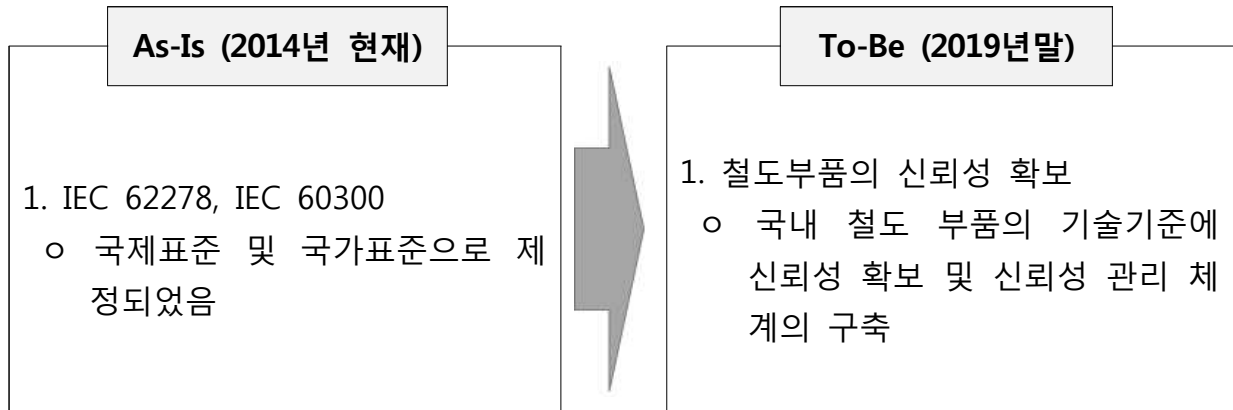 As-Is (2014년 현재)
1. IEC 62278, IEC 60300
ㅇ 국제표준 및 국가표준으로 제
정되었음
To-Be (2019년말)
1. 철도부품의 신뢰성 확보
ㅇ 국내 철도 부품의 기술기준에
신뢰성 확보 및 신뢰성 관리 체
계의 구축